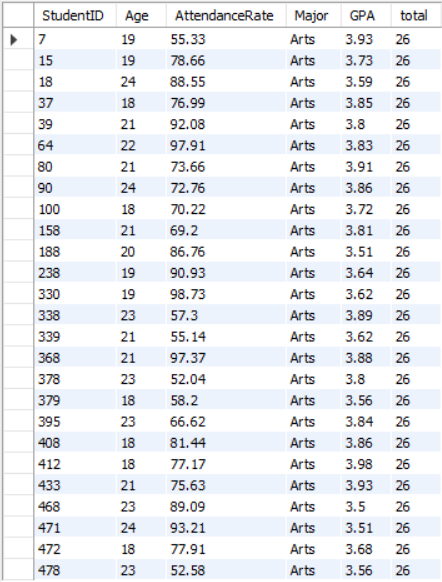 StudentID Age AttendanceRate Major GPA total
7 19 55.33 Arts 3.93 26
15 19 78.66 Arts 3.73 26
18 24 88.55 Arts 3.59 26
37 18 76.99 Arts 3.85 26
39 21 92.08 Arts 3.8 26
64 22 97.91 Arts 3.83 26
80 21 73.66 Arts 3.91 26
90 24 72.76 Arts 3.86 26
100 18 70.22 Arts 3.72 26
158 21 69.2 Arts 3.81 26
188 20 86.76 Arts 3.51 26
238 19 90.93 Arts 3.64 26
330 19 98.73 Arts 3.62 26
338 23 57.3 Arts 3.89 26
339 21 55.14 Arts 3.62 26
368 21 97.37 Arts 3.88 26
378 23 52.04 Arts 3.8 26
379 18 58.2 Arts 3.56 26
395 23 66.62 Arts 3.84 26
408 18 81.44 Arts 3.86 26
412 18 77.17 Arts 3.98 26
433 21 75.63 Arts 3.93 26
468 23 89.09 Arts 3.5 26
471 24 93.21 Arts 3.51 26
472 18 77.91 Arts 3.68 26
478 23 52.58 Arts 3.56 26